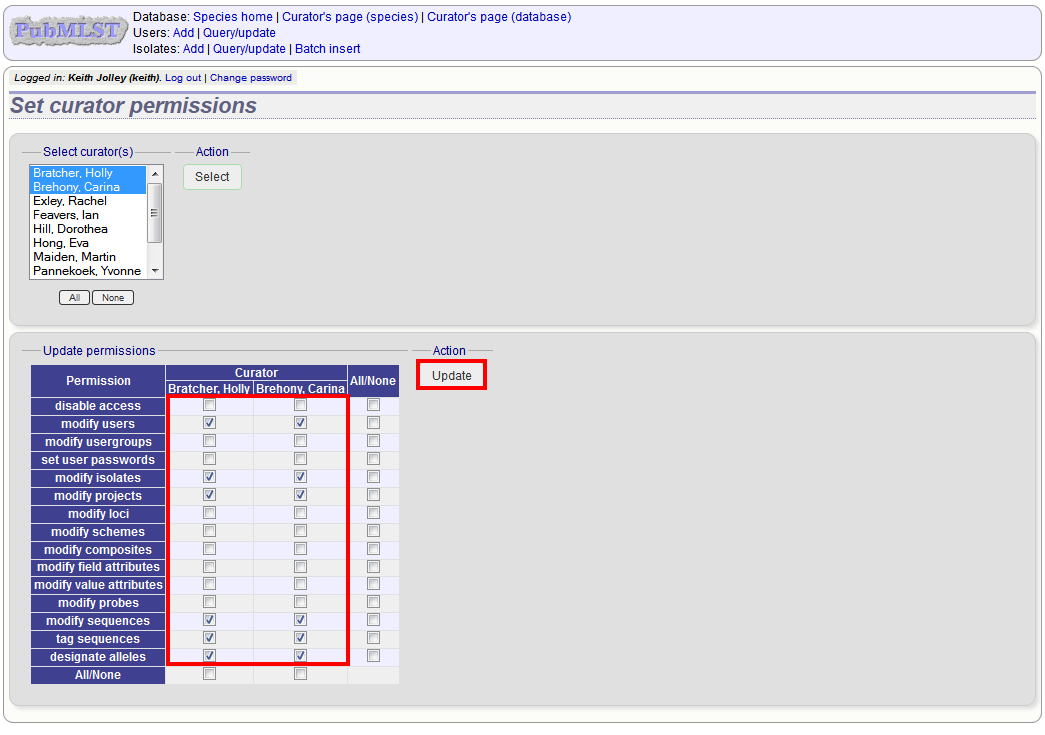 PubMLST
Database: Species home | Curator's page (species) | Curator's page (database)
Users: Add | Query/update
Isolates: Add | Query/update | Batch insert
Logged in: Keith Jolley (keith). Log out | Change password
Set curator permissions
Select curator(s) Action
Bratcher, Holly Select
Brehony, Carina
Exley, Rachel
Feavers, Ian
Hill, Dorothea
Hong, Eva
Maiden, Martin
Pannekoek, Yvonne
All None
Update permissions Action
Permission Curator All/None Update
Bratcher, Holly Brehony, Carina
disable access
modify users
modify usergroups
set user passwords
modify isolates
modify projects
modify loci
modify schemes
modify composites
modify field attributes
modify value attributes
modify probes
modify sequences
tag sequences
designate alleles
All/None